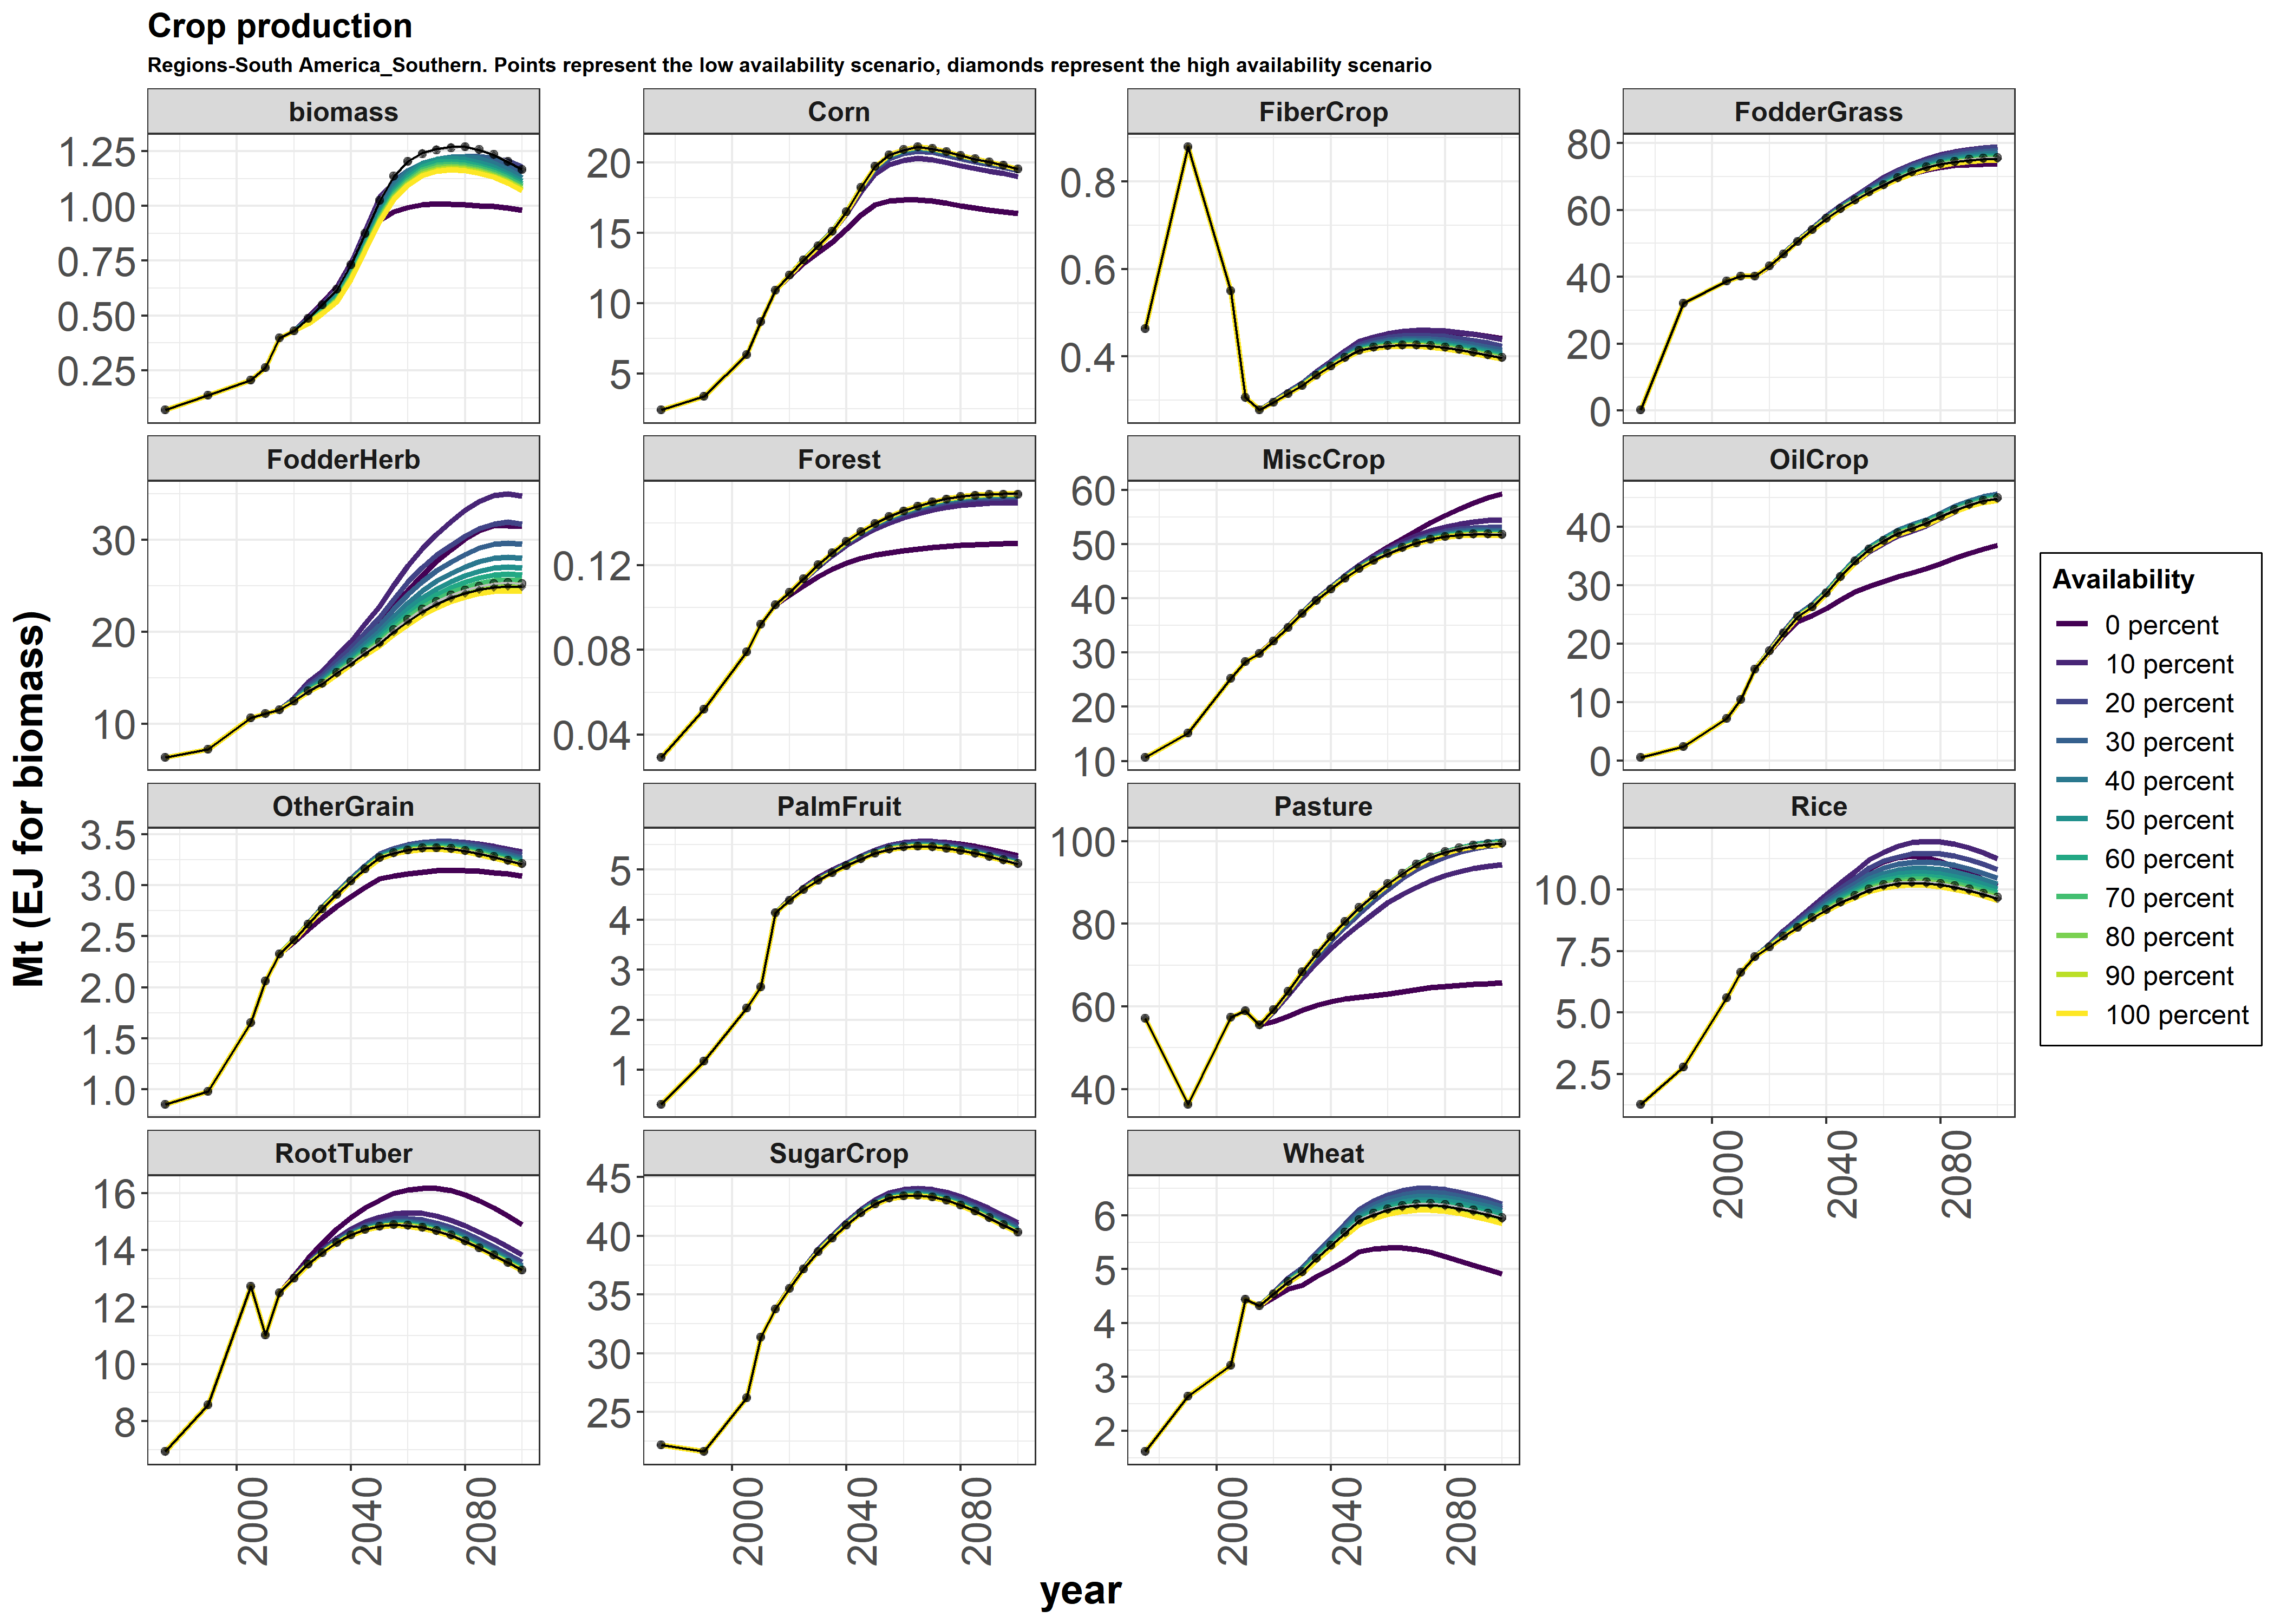 Crop production
Regions-South America_Southern. Points represent the low availability scenario, diamonds represent the high availability scenario
biomass
Corn
FiberCrop
FodderGrass
1.25
1.00
0.75
0.50
0.25
20
15
10
5
0.8
0.6
0.4
80
60
40
20
0
FodderHerb
Forest
MiscCrop
OilCrop
30
20
10
0.12
0.08
0.04
60
50
40
30
20
10
40
30
20
10
0
OtherGrain
PalmFruit
Pasture
Rice
3.5
3.0
2.5
2.0
1.5
1.0
5
4
3
2
1
100
80
60
40
10.0
7.5
5.0
2.5
2000
2040
2080
RootTuber
SugarCrop
Wheat
16
14
12
10
8
45
40
35
30
25
6
5
4
3
2
2000
2040
2080
2000
2040
2080
2000
2040
2080
year
Mt (EJ for biomass)
Availability
0 percent
10 percent
20 percent
30 percent
40 percent
50 percent
60 percent
70 percent
80 percent
90 percent
100 percent